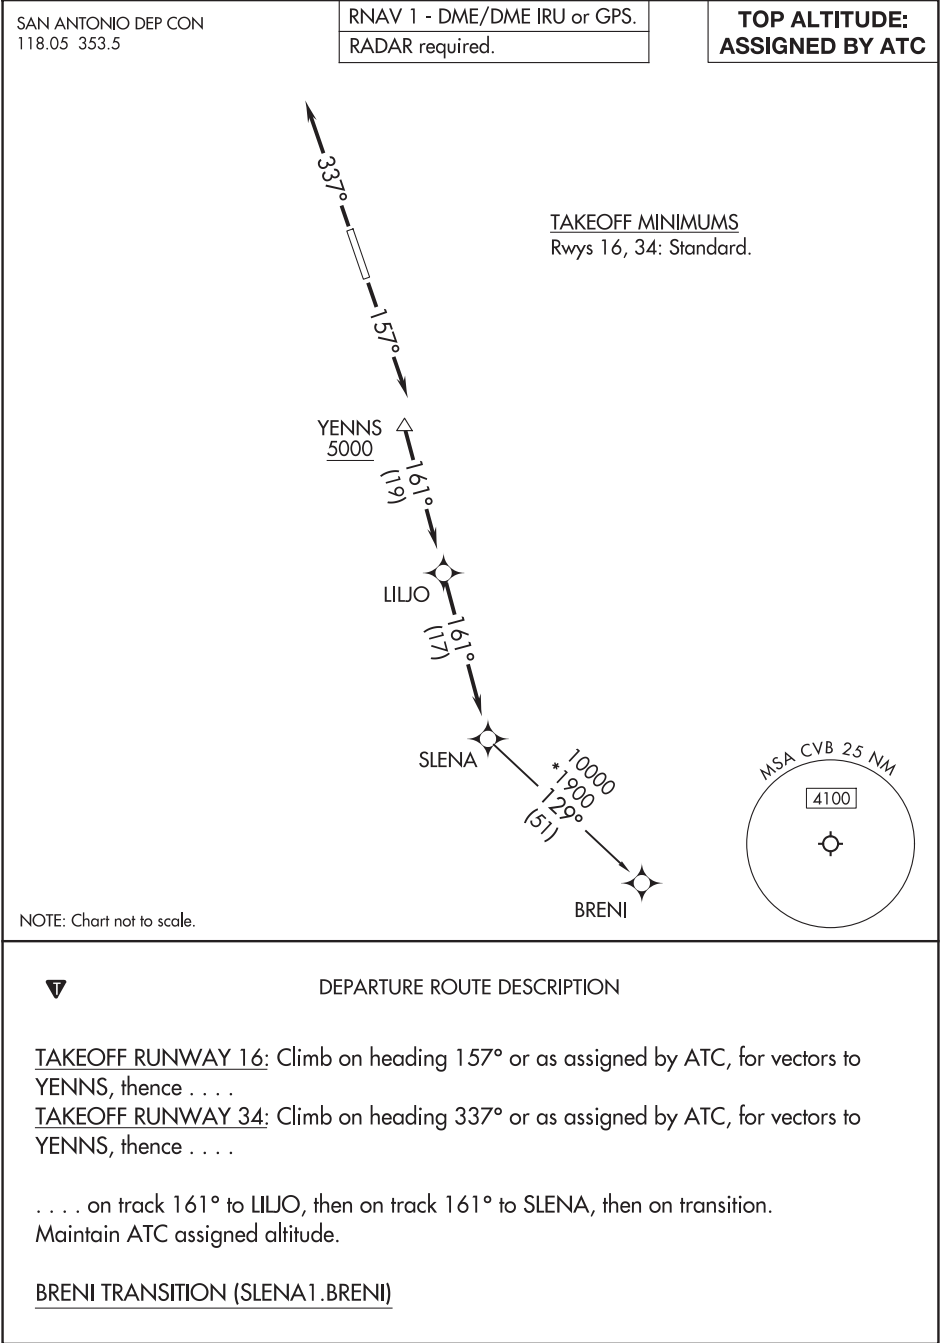 SAN ANTONIO DEP CON
118.05 353.5
RNAV 1 - DME/DME IRU or GPS.
RADAR required.
TOP ALTITUDE:
ASSIGNED BY ATC
337°
TAKEOFF MINIMUMS
Rwys 16, 34: Standard.
157°
YENNS
5000
161°
(19)
LILJO
161°
(17)
SLENA
10000
*1900
129°
(51)
BRENI
MSA CVB 25 NM
4100
NOTE: Chart not to scale.
T
DEPARTURE ROUTE DESCRIPTION
TAKEOFF RUNWAY 16: Climb on heading 157° or as assigned by ATC, for vectors to
YENNS, thence . . . .
TAKEOFF RUNWAY 34: Climb on heading 337° or as assigned by ATC, for vectors to
YENNS, thence . . . .
. . . . on track 161° to LILJO, then on track 161° to SLENA, then on transition.
Maintain ATC assigned altitude.
BRENI TRANSITION (SLENA1.BRENI)